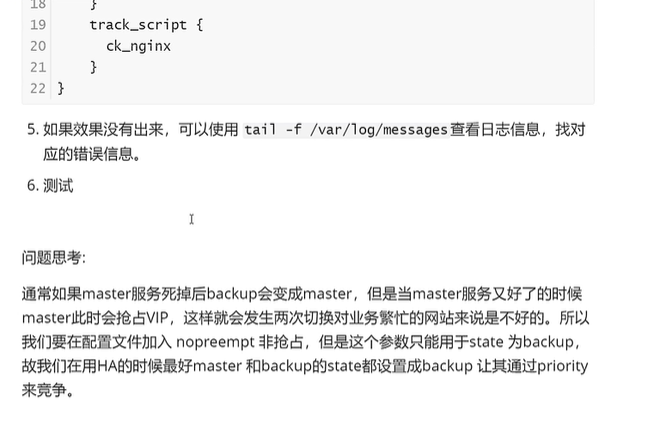 18 }
19 track_script {
20 ck_nginx
21 }
22 }
5. 如果效果没有出来，可以使用 tail -f /var/log/messages查看日志信息，找对
应的错误信息。
6. 测试
问题思考:
通常如果master服务死掉后backup会变成master，但是当master服务又好了的时候
master此时会抢占VIP，这样就会发生两次切换对业务繁忙的网站来说是不好的。所以
我们要在配置文件加入 nopreempt 非抢占，但是这个参数只能用于state 为backup，
故我们在用HA的时候最好master 和backup的state都设置成backup 让其通过priority
来竞争。